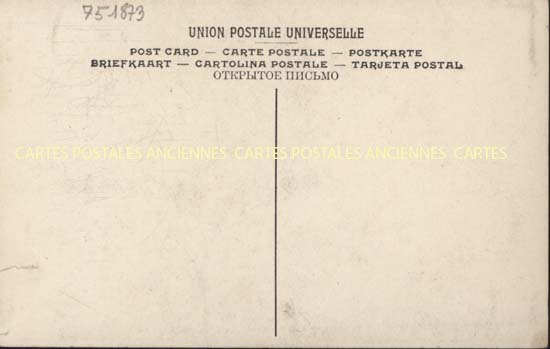 75-1873
UNION POSTALE UNIVERSELLE
POST CARD — CARTE POSTALE — POSTKARTE
BRIEFKAART — CARTOLINA POSTALE — TARJETA POSTAL
ОТКРЫТОЕ ПИСЬМО
CARTES POSTALES ANCIENNES CARTES POSTALES ANCIENNES CARTES